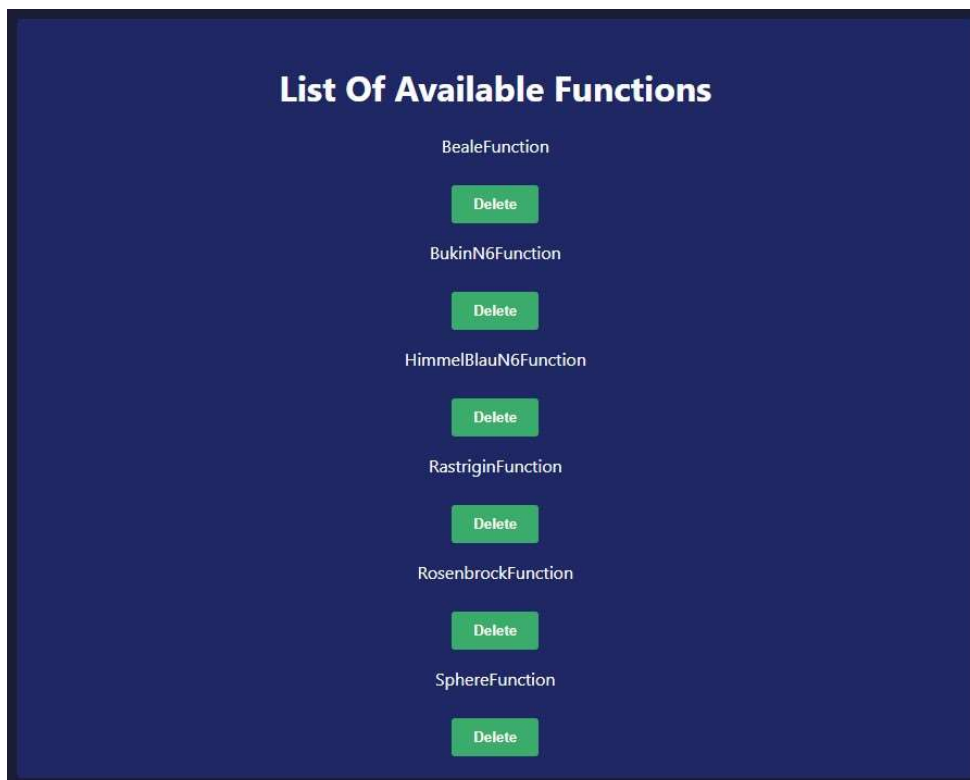 List Of Available Functions
BealeFunction
Delete
BukinN6Function
Delete
HimmelBlauN6Function
Delete
RastriginFunction
Delete
RosenbrockFunction
Delete
SphereFunction
Delete